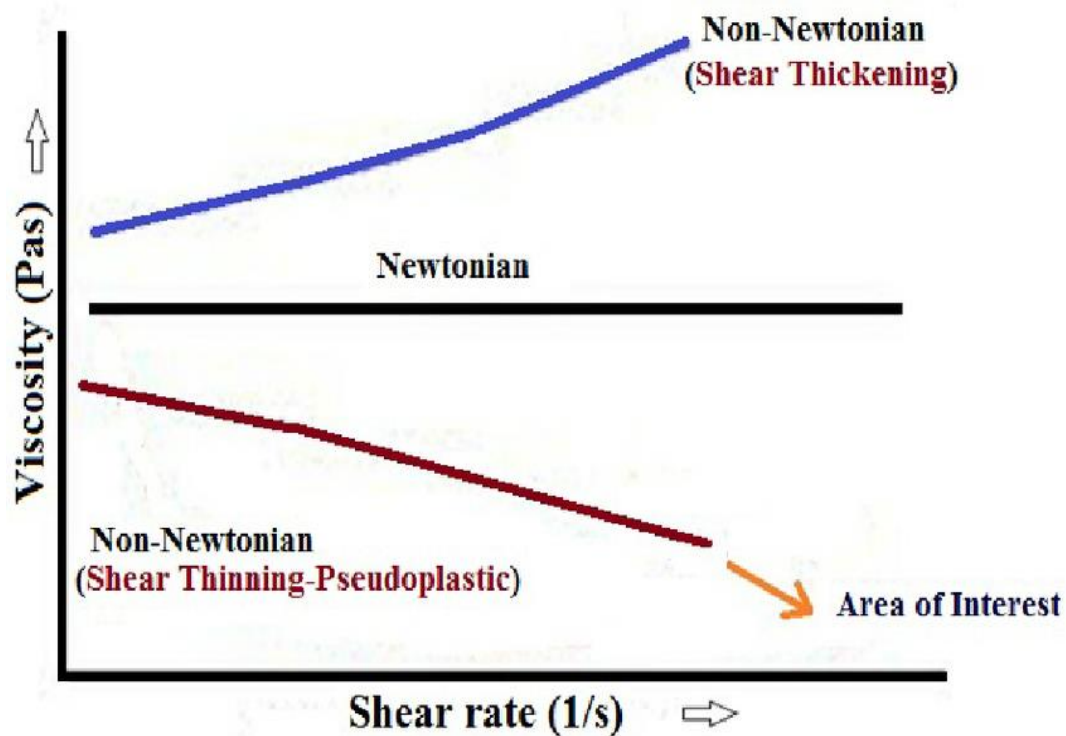 Non-Newtonian
(Shear Thickening)
Viscosity (Pas)
Newtonian
Non-Newtonian
(Shear Thinning-Pseudoplastic)
Area of Interest
Shear rate (1/s)